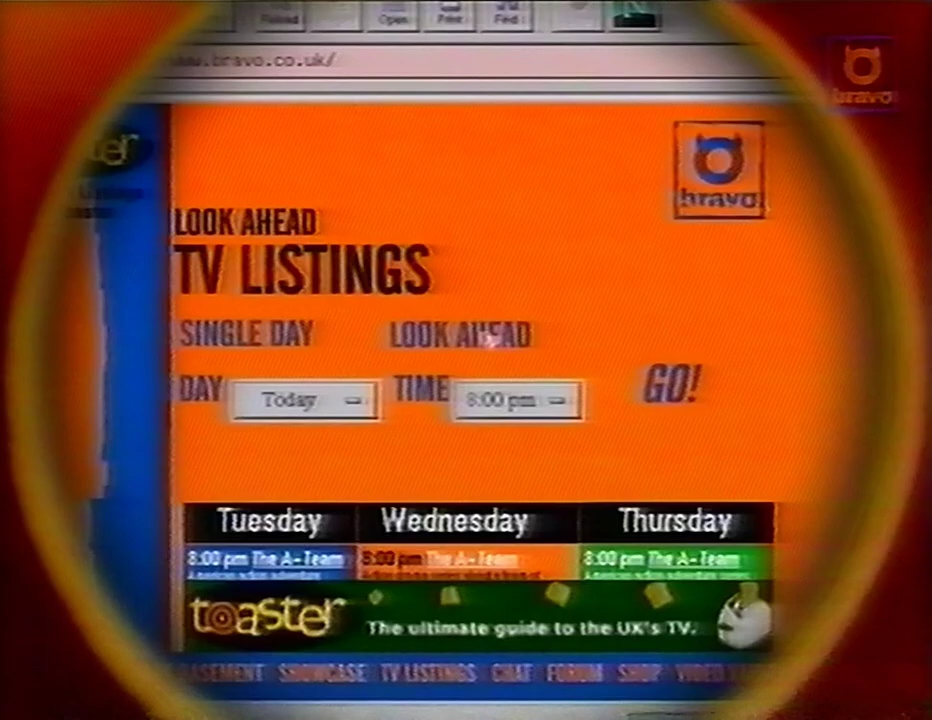 Reload
Open
Print
Find
www.bravo.co.uk/
bravo
bravo
LOOK AHEAD
TV LISTINGS
SINGLE DAY LOOK AHEAD
DAY Today TIME 8:00 pm GO!
Tuesday Wednesday Thursday
8:00 pm The A-Team 8:00 pm The A-Team 8:00 pm The A-Team
toaster The ultimate guide to the UK's TV.
BASEMENT SHOWCASE TV LISTINGS CHAT FORUM SHOP VIDEO